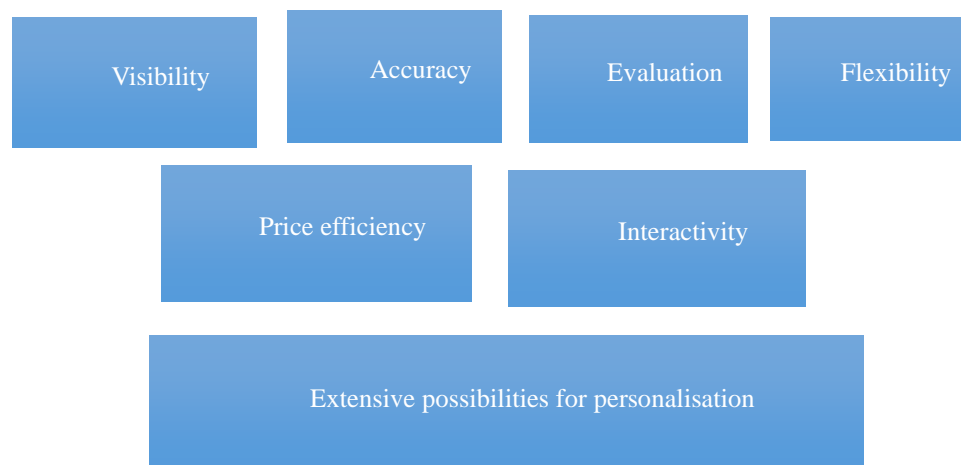 Visibility
Accuracy
Evaluation
Flexibility
Price efficiency
Interactivity
Extensive possibilities for personalisation